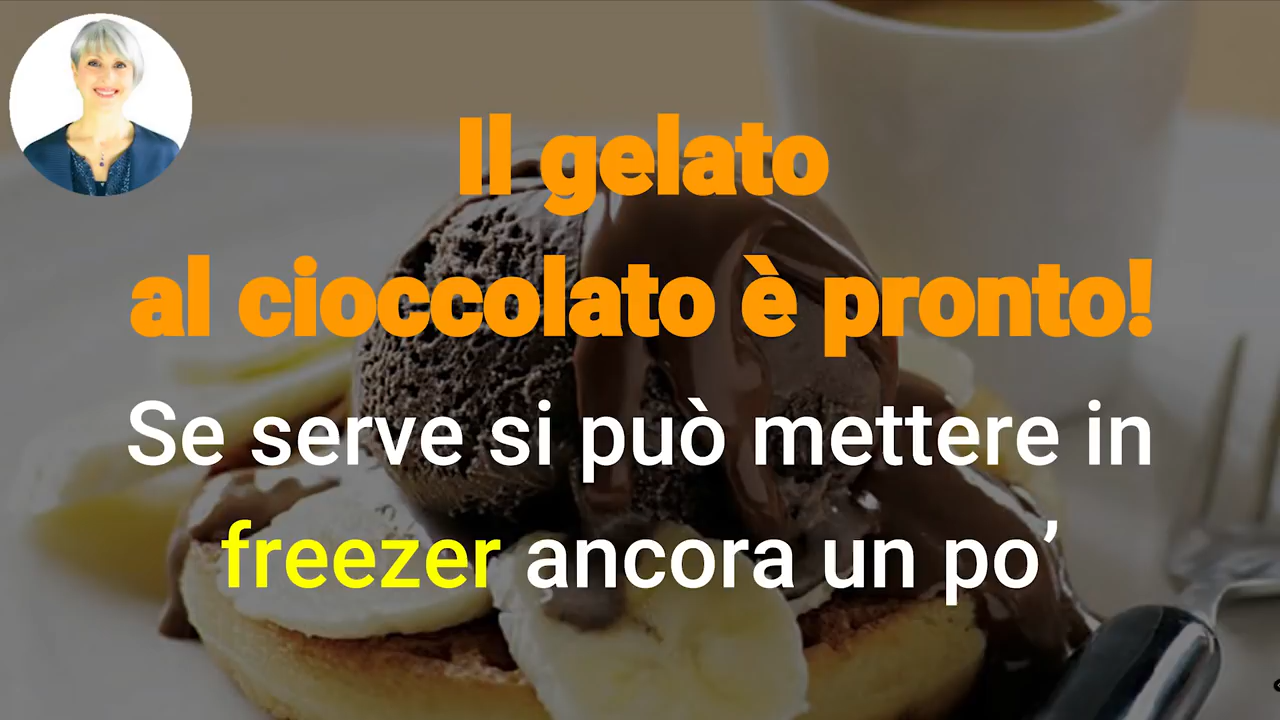 Il gelato
al cioccolato è pronto!
Se serve si può mettere in
freezer ancora un po’